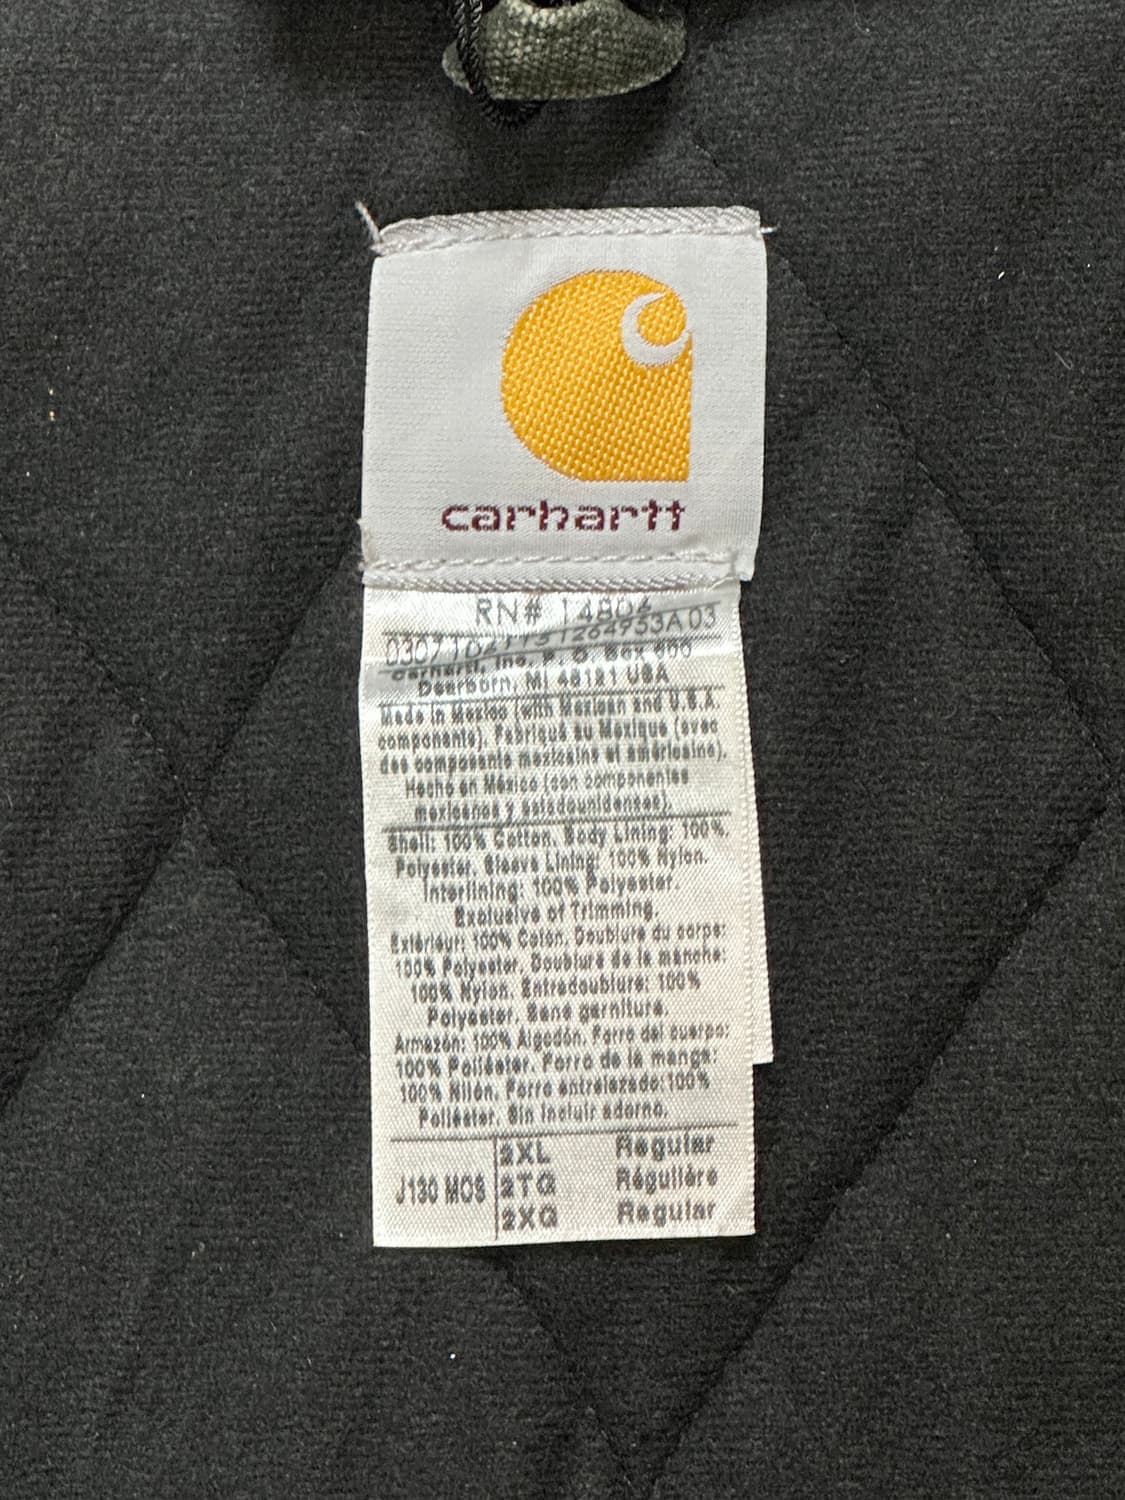 carhartt
RN# 14806
Carhartt, Inc. P. O. Box 600
Dearborn, MI 48121 USA
Made in Mexico (with Mexican and U.S.A.
components). Fabriqué au Mexique (avec
des composants mexicains et américains).
Hecho en México (con componentes
mexicanos y estadounidenses).
Shell: 100% Cotton. Body Lining: 100%
Polyester. Sleeve Lining: 100% Nylon.
Interlining: 100% Polyester.
Exclusive of Trimming.
Extérieur: 100% Coton. Doublure du corps:
100% Polyester. Doublure de la manche:
100% Nylon. Entredoublure: 100%
Polyester. Sans garniture.
Armazón: 100% Algodón. Forro del cuerpo:
100% Poliéster. Forro de la manga:
100% Nilón. Forro entrelazado: 100%
Poliéster. Sin incluir adorno.
J130 MOS
2XL Regular
2TG Régulière
2XG Regular